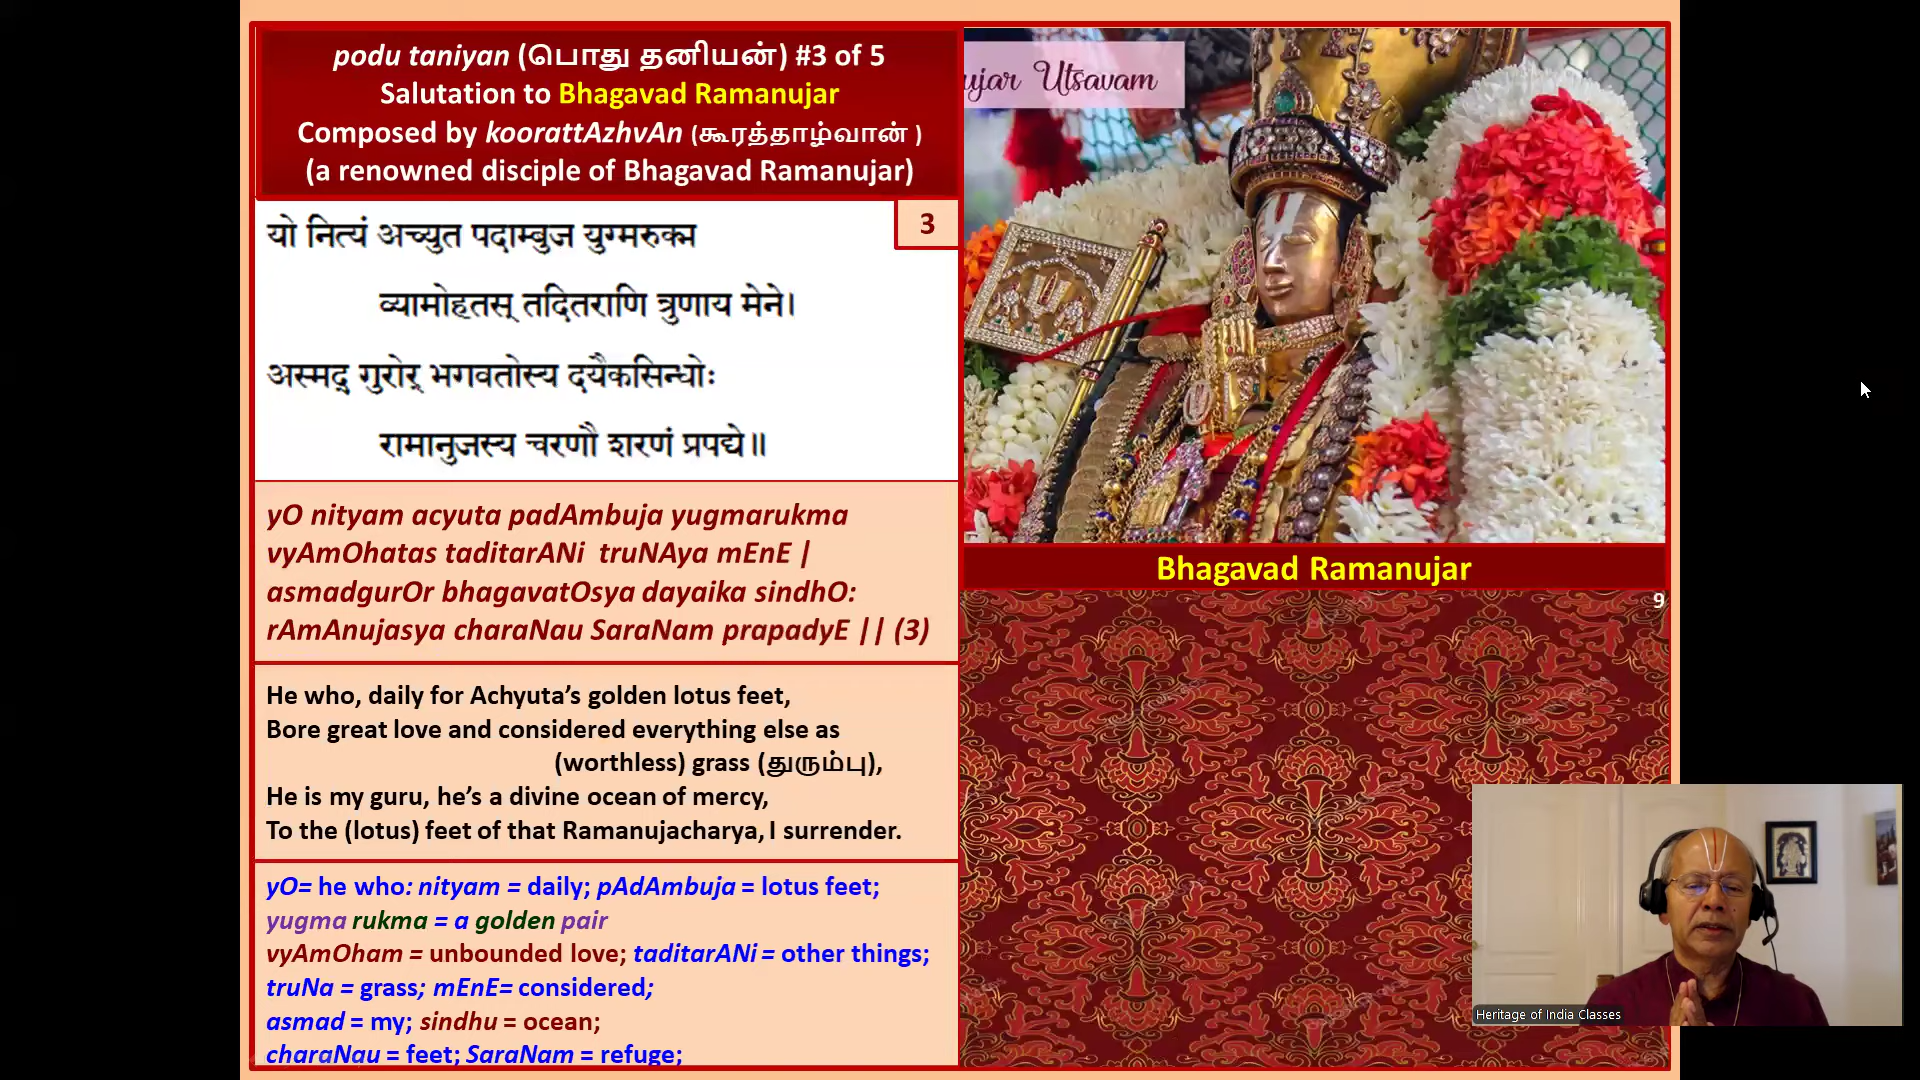 podu taniyan (பொது தனியன்) #3 of 5
Salutation to Bhagavad Ramanujar
Composed by koorattAzhvAn (கூரத்தாழ்வான் )
(a renowned disciple of Bhagavad Ramanujar)
3
यो नित्यं अच्युत पदाम्बुज युग्मरुक्म
व्यामोहतस् तदितराणि त्रुणाय मेने।
अस्मद् गुरोर् भगवतोस्य दयैकसिन्धोः
रामानुजस्य चरणौ शरणं प्रपद्ये॥
yO nityam acyuta padAmbuja yugmarukma
vyAmOhatas taditarANi truNAya mEnE |
asmadgurOr bhagavatOsya dayaika sindhO:
rAmAnujasya charaNau SaraNam prapadyE || (3)
He who, daily for Achyuta’s golden lotus feet,
Bore great love and considered everything else as
(worthless) grass (துரும்பு),
He is my guru, he’s a divine ocean of mercy,
To the (lotus) feet of that Ramanujacharya, I surrender.
yO= he who: nityam = daily; pAdAmbuja = lotus feet;
yugma rukma = a golden pair
vyAmOham = unbounded love; taditarANi = other things;
truNa = grass; mEnE= considered;
asmad = my; sindhu = ocean;
charaNau = feet; SaraNam = refuge;
ujar Utsavam
Bhagavad Ramanujar
9
Heritage of India Classes